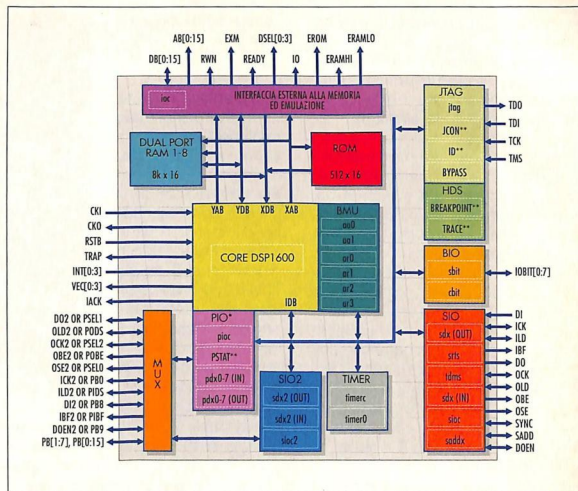 AB[0:15] EXM DSEL[0:3] EROM ERAMLO
DB[0:15] RWN READY IO ERAMHI
ioc
INTERFACCIA ESTERNA ALLA MEMORIA
ED EMULAZIONE
DUAL PORT
RAM 1-8
8k x 16
ROM
512 x 16
YAB YDB XDB XAB
CORE DSP1600
IDB
BMU
aa0
aa1
ar0
ar1
ar2
ar3
CKI
CKO
RSTB
TRAP
INT[0:3]
VEC[0:3]
IACK
DO2 OR PSEL1
OLD2 OR PODS
OCK2 OR PSEL2
OBE2 OR POBE
OSE2 OR PSEL0
ICK2 OR PB0
ILD2 OR PIDS
DI2 OR PBB
IBF2 OR PIBF
DOEN2 OR PB9
PB[1:7], PB[0:15]
MUX
PIO*
pioc
PSTAT**
pdx0-7 (IN)
pdx0-7 (OUT)
SIO2
sdx2 (OUT)
sdx2 (IN)
sioc2
TIMER
timerc
timer0
JTAG
jtag
JCON**
ID**
BYPASS
HDS
BREAKPOINT**
TRACE**
BIO
sbit
cbit
SIO
sdx (OUT)
srts
tdms
sdx (IN)
sioc
saddx
TDO
TDI
TCK
TMS
IOBIT[0:7]
DI
ICK
ILD
IBF
DO
OCK
OLD
OBE
OSE
SYNC
SADD
DOEN